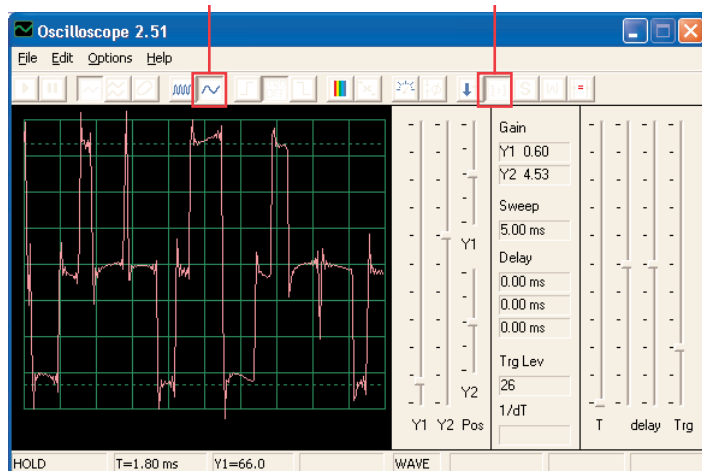 Oscilloscope 2.51
File Edit Options Help
1:1 S W
Gain
Y1 0.60
Y2 4.53
Sweep
5.00 ms
Y1
Delay
0.00 ms
0.00 ms
0.00 ms
Trg Lev
26
Y2
1/dT
Y1 Y2 Pos
T delay Trg
HOLD T=1.80 ms Y1=66.0 WAVE